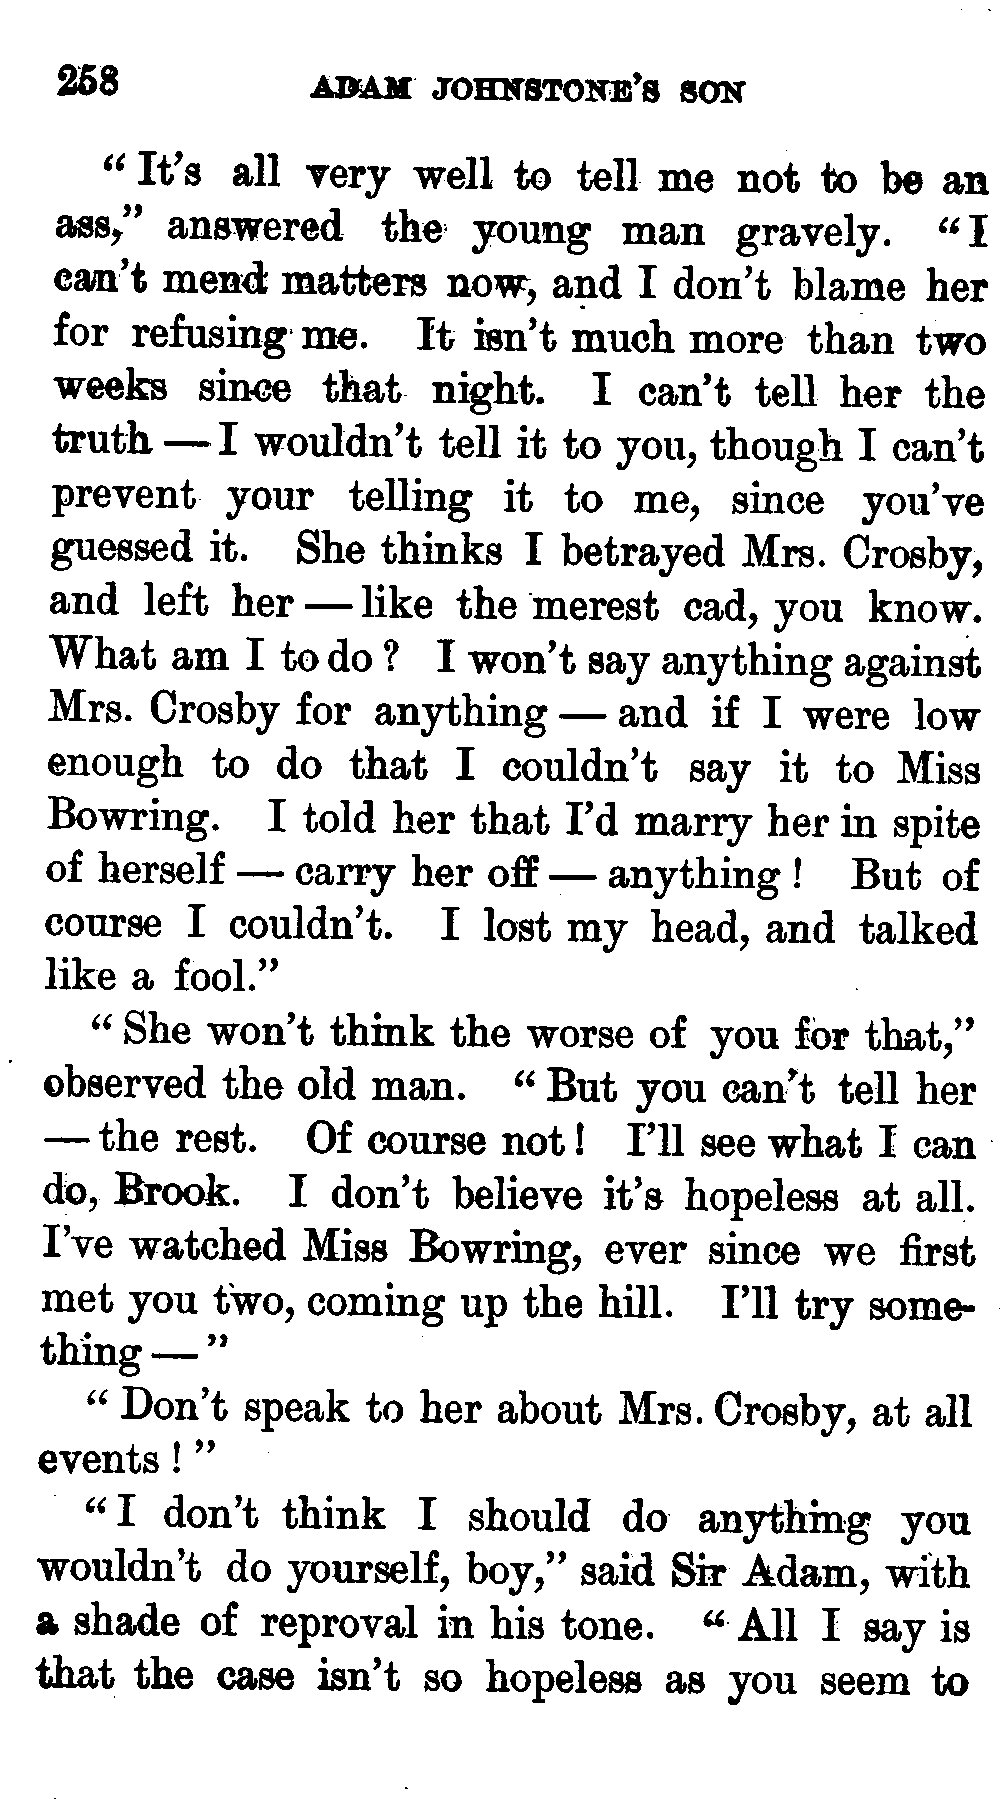 258 ADAM JOHNSTONE'S SON
“It's all very well to tell me not to be an
ass,” answered the young man gravely. “I
can't mend matters now, and I don't blame her
for refusing me. It isn't much more than two
weeks since that night. I can't tell her the
truth — I wouldn't tell it to you, though I can't
prevent your telling it to me, since you've
guessed it. She thinks I betrayed Mrs. Crosby,
and left her — like the merest cad, you know.
What am I to do? I won't say anything against
Mrs. Crosby for anything — and if I were low
enough to do that I couldn't say it to Miss
Bowring. I told her that I'd marry her in spite
of herself — carry her off — anything! But of
course I couldn't. I lost my head, and talked
like a fool.”
“She won't think the worse of you for that,”
observed the old man. “But you can't tell her
— the rest. Of course not! I'll see what I can
do, Brook. I don't believe it's hopeless at all.
I've watched Miss Bowring, ever since we first
met you two, coming up the hill. I'll try some-
thing — ”
“Don't speak to her about Mrs. Crosby, at all
events!”
“I don't think I should do anything you
wouldn't do yourself, boy,” said Sir Adam, with
a shade of reproval in his tone. “All I say is
that the case isn't so hopeless as you seem to